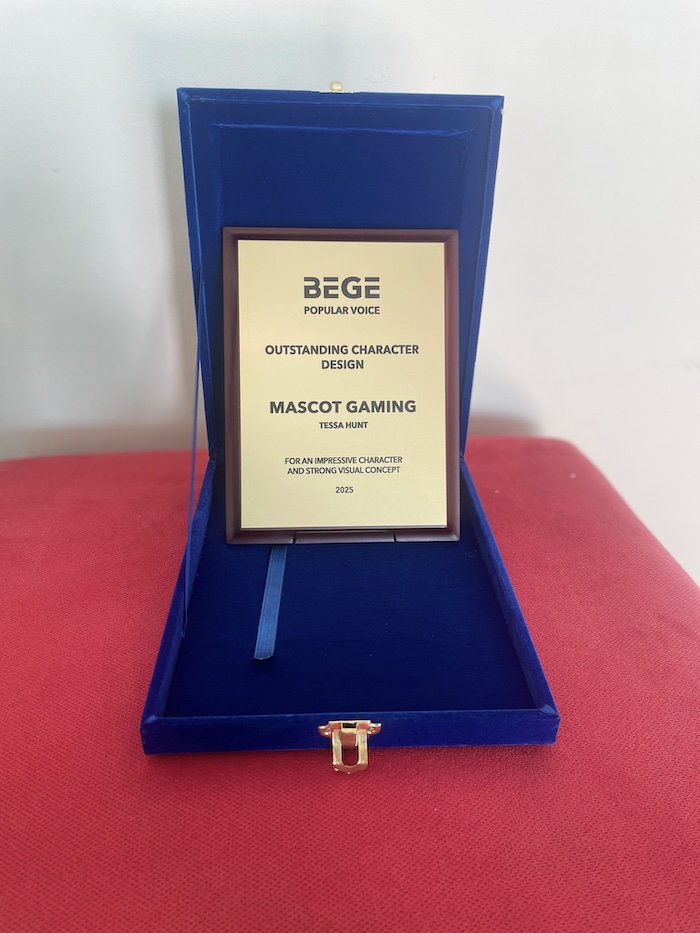 BEGE
POPULAR VOICE
OUTSTANDING CHARACTER
DESIGN
MASCOT GAMING
TESSA HUNT
FOR AN IMPRESSIVE CHARACTER
AND STRONG VISUAL CONCEPT
2025